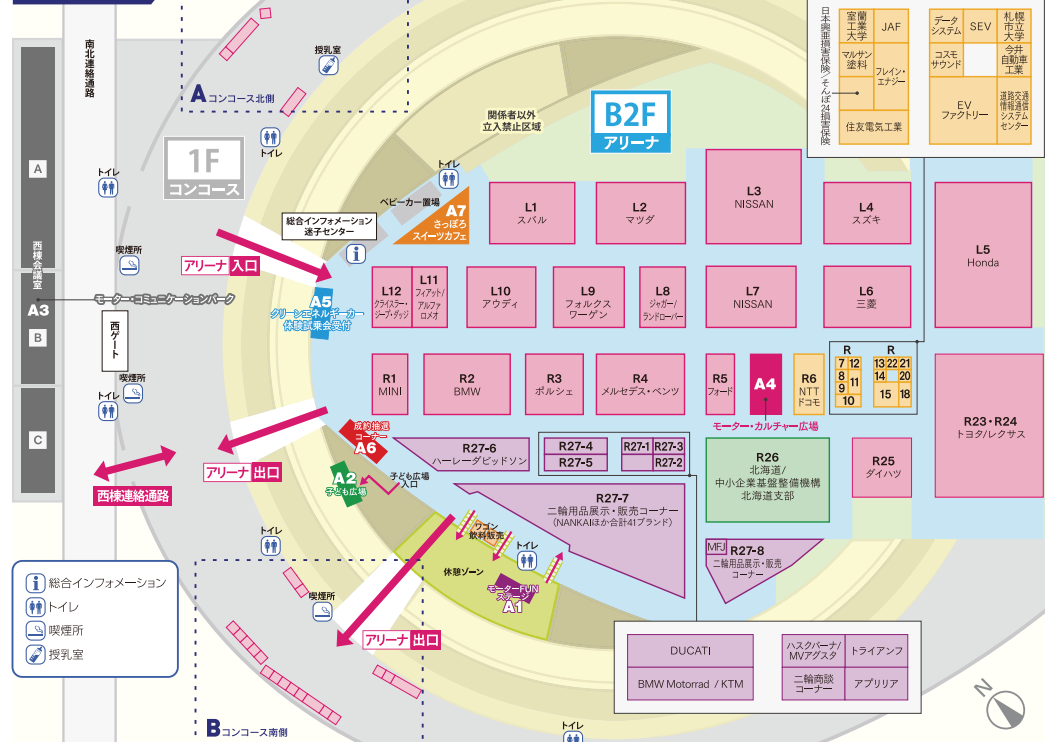 南北連絡通路
授乳室
A コンコース北側
1F
コンコース
トイレ
関係者以外
立入禁止区域
B2F
アリーナ
トイレ
ベビーカー置場
総合インフォメーション
迷子センター
A7
さっぽろ
スイーツカフェ
日本興亜損害保険/そんぽ24損害保険
室蘭
工業
大学
JAF
マルサン
塗料
フレイン・
エナジー
住友電気工業
データ
システム
SEV
札幌
市立
大学
コスモ
サウンド
今井
自動車
工業
EV
ファクトリー
道路交通
情報通信
システム
センター
A
西棟会議室
A3
B
C
トイレ
喫煙所
モーター・コミュニケーションパーク
西ゲート
喫煙所
トイレ
アリーナ 入口
A5
クリーンエネルギーカー
体験試乗会受付
L1
スバル
L2
マツダ
L3
NISSAN
L4
スズキ
L5
Honda
L12
クライスラー・
ジープ・ダッジ
L11
フィアット/
アルファ
ロメオ
L10
アウディ
L9
フォルクス
ワーゲン
L8
ジャガー/
ランドローバー
L7
NISSAN
L6
三菱
R1
MINI
R2
BMW
R3
ポルシェ
R4
メルセデス・ベンツ
R5
フォード
A4
モーター・カルチャー広場
R6
NTT
ドコモ
R
7 12
8 11
9
10
R
13 22 21
14 20
15 18
R23・R24
トヨタ/レクサス
アリーナ 出口
西棟連絡通路
成約抽選
コーナー
A6
A2
子ども広場
子ども広場
入口
R27-6
ハーレーダビッドソン
R27-4
R27-5
R27-1
R27-3
R27-2
R26
北海道/
中小企業基盤整備機構
北海道支部
R25
ダイハツ
R27-7
二輪用品展示・販売コーナー
(NANKAIほか合計41ブランド)
MFJ
R27-8
二輪用品展示・販売
コーナー
ワゴン
飲料販売
トイレ
休憩ゾーン
モーターFUN
ステージ
A1
トイレ
喫煙所
アリーナ 出口
総合インフォメーション
トイレ
喫煙所
授乳室
B コンコース南側
トイレ
DUCATI
BMW Motorrad / KTM
ハスクバーナ/
MVアグスタ
トライアンフ
二輪商談
コーナー
アプリリア
N